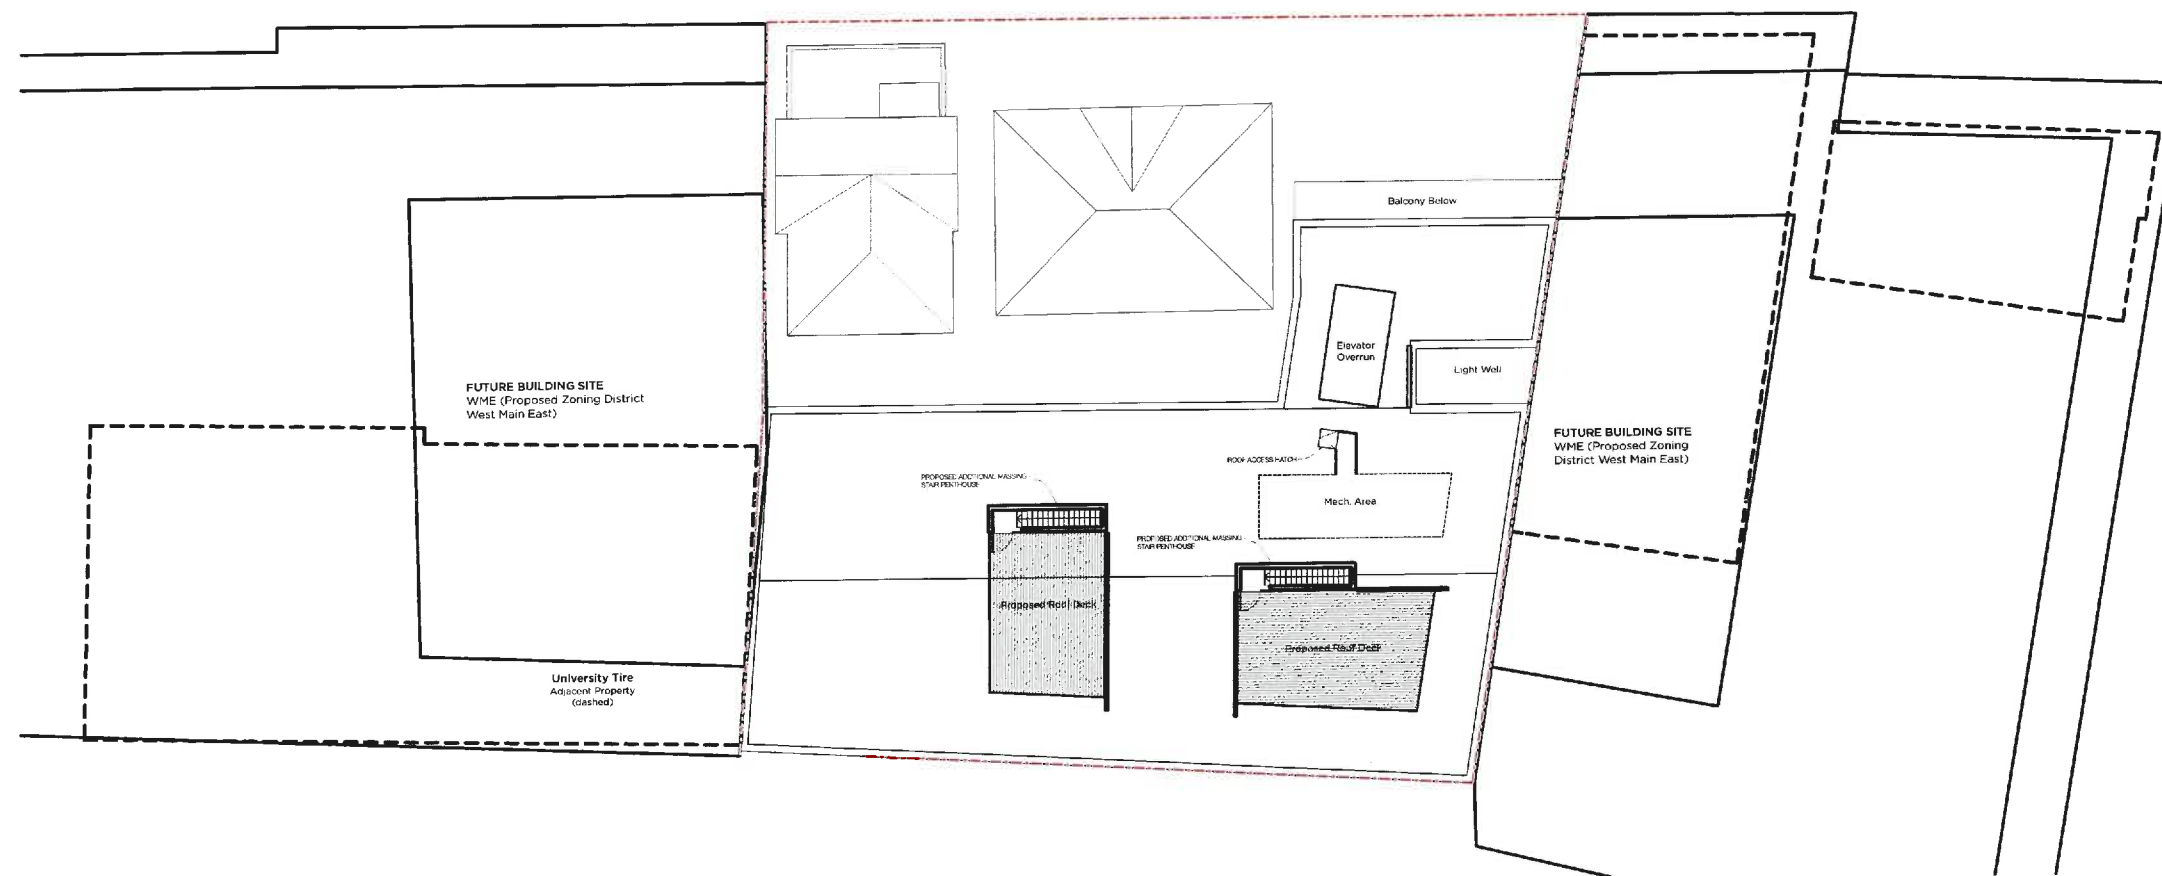 Balcony Below
Elevator
Overrun
Light Well
FUTURE BUILDING SITE
WME (Proposed Zoning District
West Main East)
FUTURE BUILDING SITE
WME (Proposed Zoning
District West Main East)
ROOF ACCESS HATCH
PROPOSED ADDITIONAL MASSING
STAIR PENTHOUSE
Mech. Area
PROPOSED ADDITIONAL MASSING
STAIR PENTHOUSE
Proposed Roof Deck
Proposed Roof Deck
University Tire
Adjacent Property
(dashed)